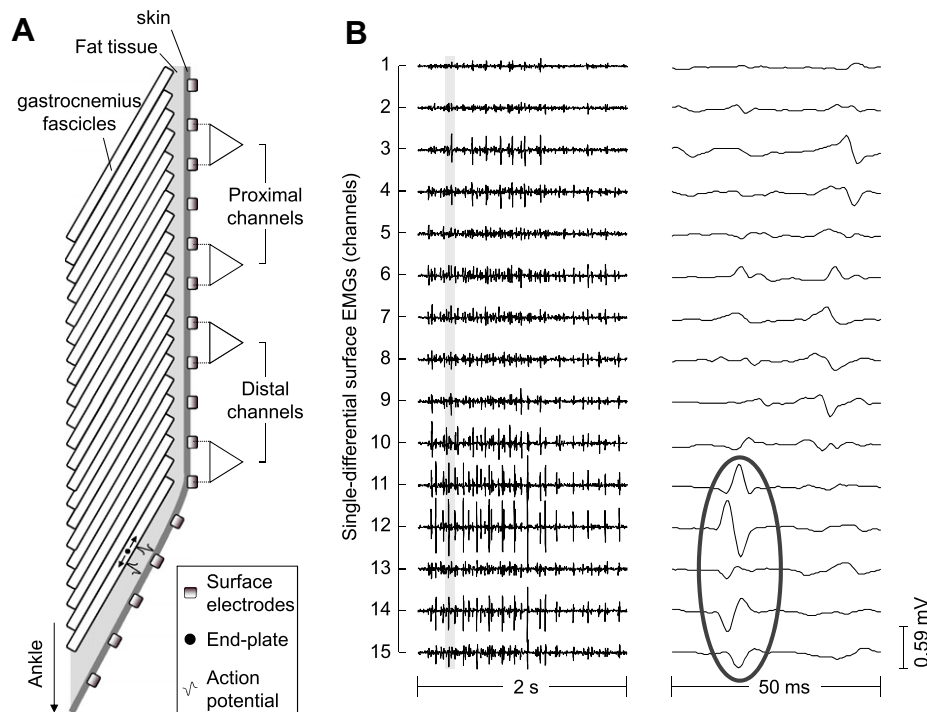 A
skin
Fat tissue
gastrocnemius
fascicles
Proximal
channels
Distal
channels
Surface
electrodes
End-plate
Action
potential
Ankle
B
Single-differential surface EMGs (channels)
1
2
3
4
5
6
7
8
9
10
11
12
13
14
15
2 s
50 ms
0.59 mV